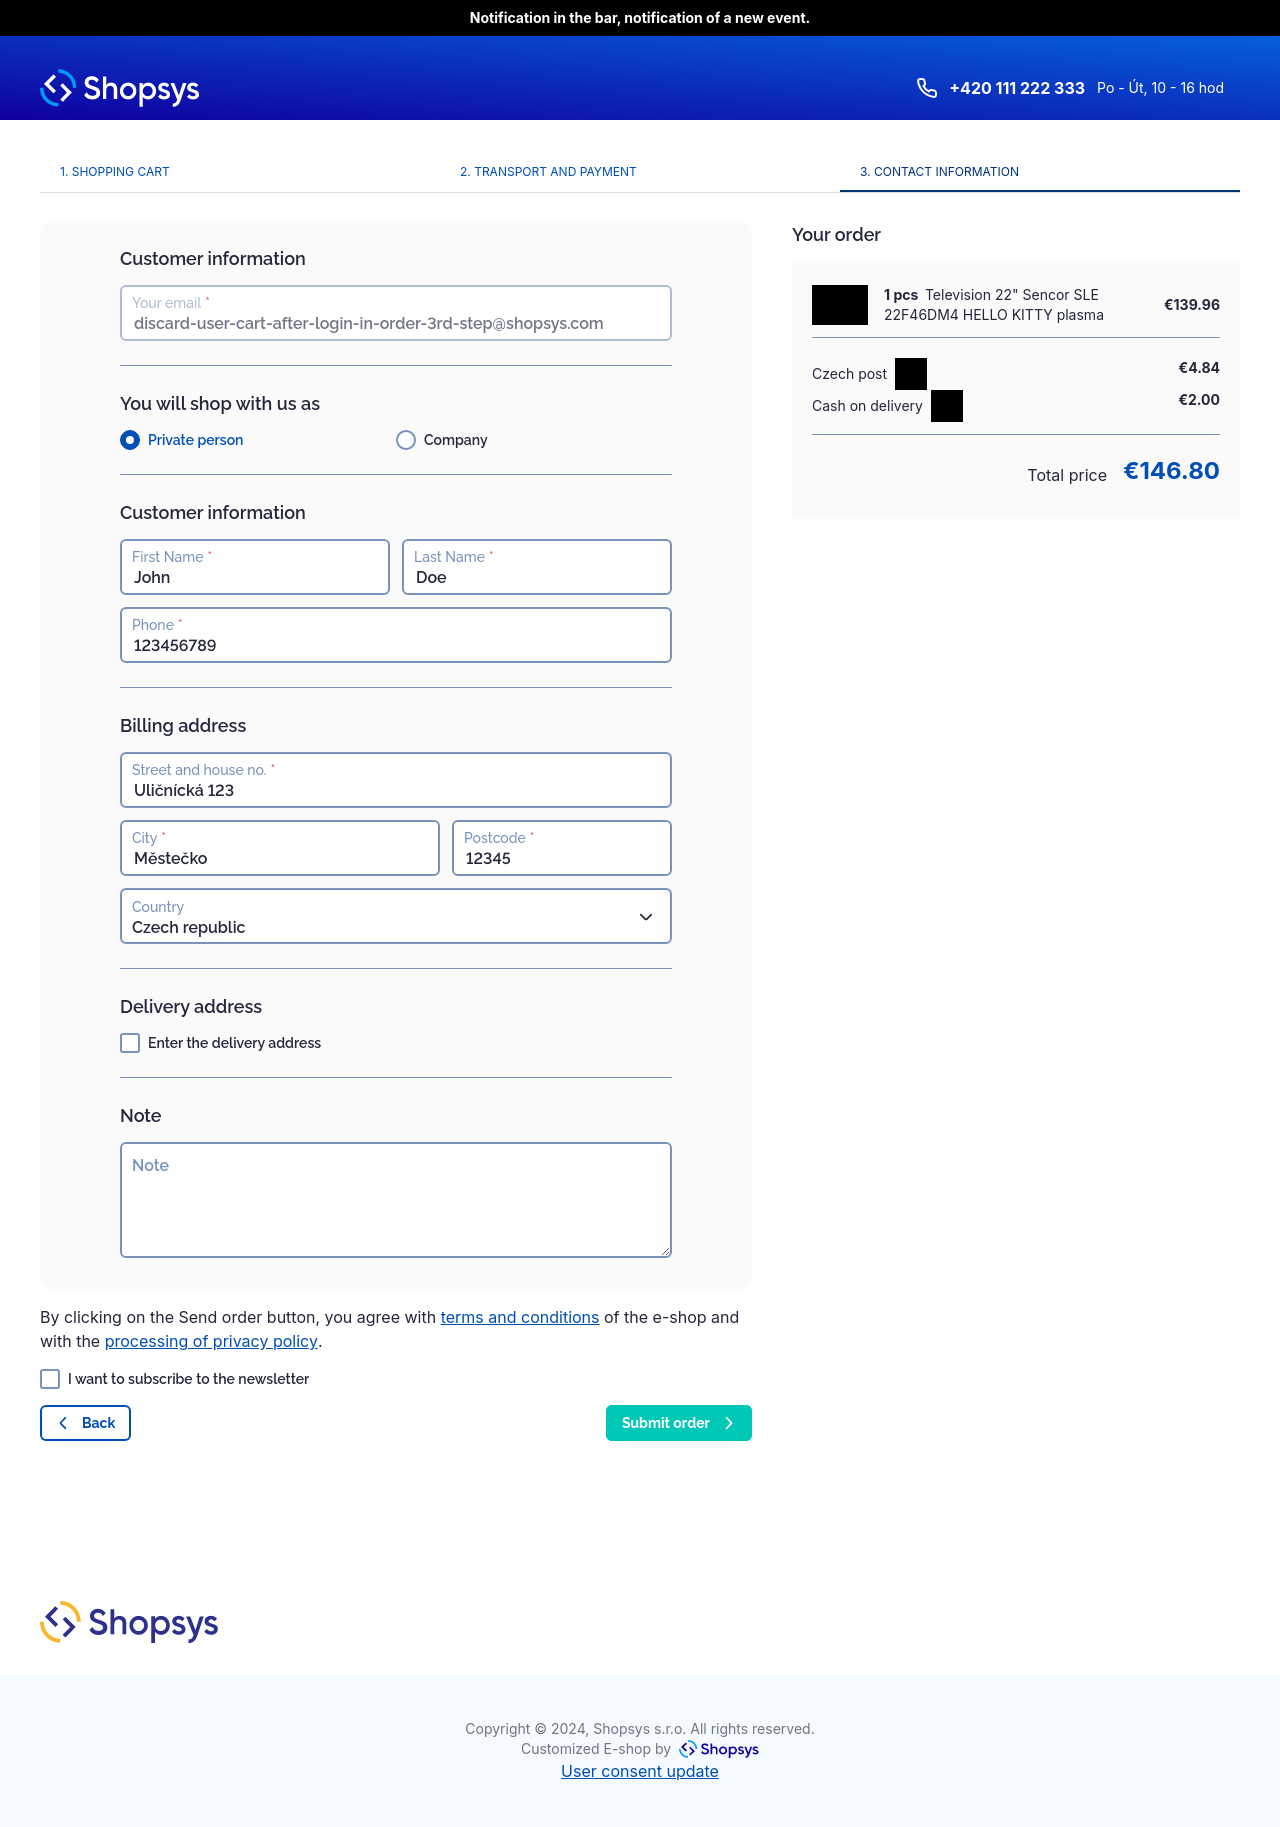 Notification in the bar, notification of a new event.
Shopsys
+420 111 222 333 Po - Út, 10 - 16 hod
1. SHOPPING CART
2. TRANSPORT AND PAYMENT
3. CONTACT INFORMATION
Customer information
Your email *
discard-user-cart-after-login-in-order-3rd-step@shopsys.com
You will shop with us as
Private person
Company
Customer information
First Name *
John
Last Name *
Doe
Phone *
123456789
Billing address
Street and house no. *
Uličnícká 123
City *
Městečko
Postcode *
12345
Country
Czech republic
Delivery address
Enter the delivery address
Note
Note
By clicking on the Send order button, you agree with terms and conditions of the e-shop and
with the processing of privacy policy.
I want to subscribe to the newsletter
Back
Submit order
Your order
1 pcs Television 22" Sencor SLE
22F46DM4 HELLO KITTY plasma
€139.96
Czech post
€4.84
Cash on delivery
€2.00
Total price €146.80
Shopsys
Copyright © 2024, Shopsys s.r.o. All rights reserved.
Customized E-shop by Shopsys
User consent update